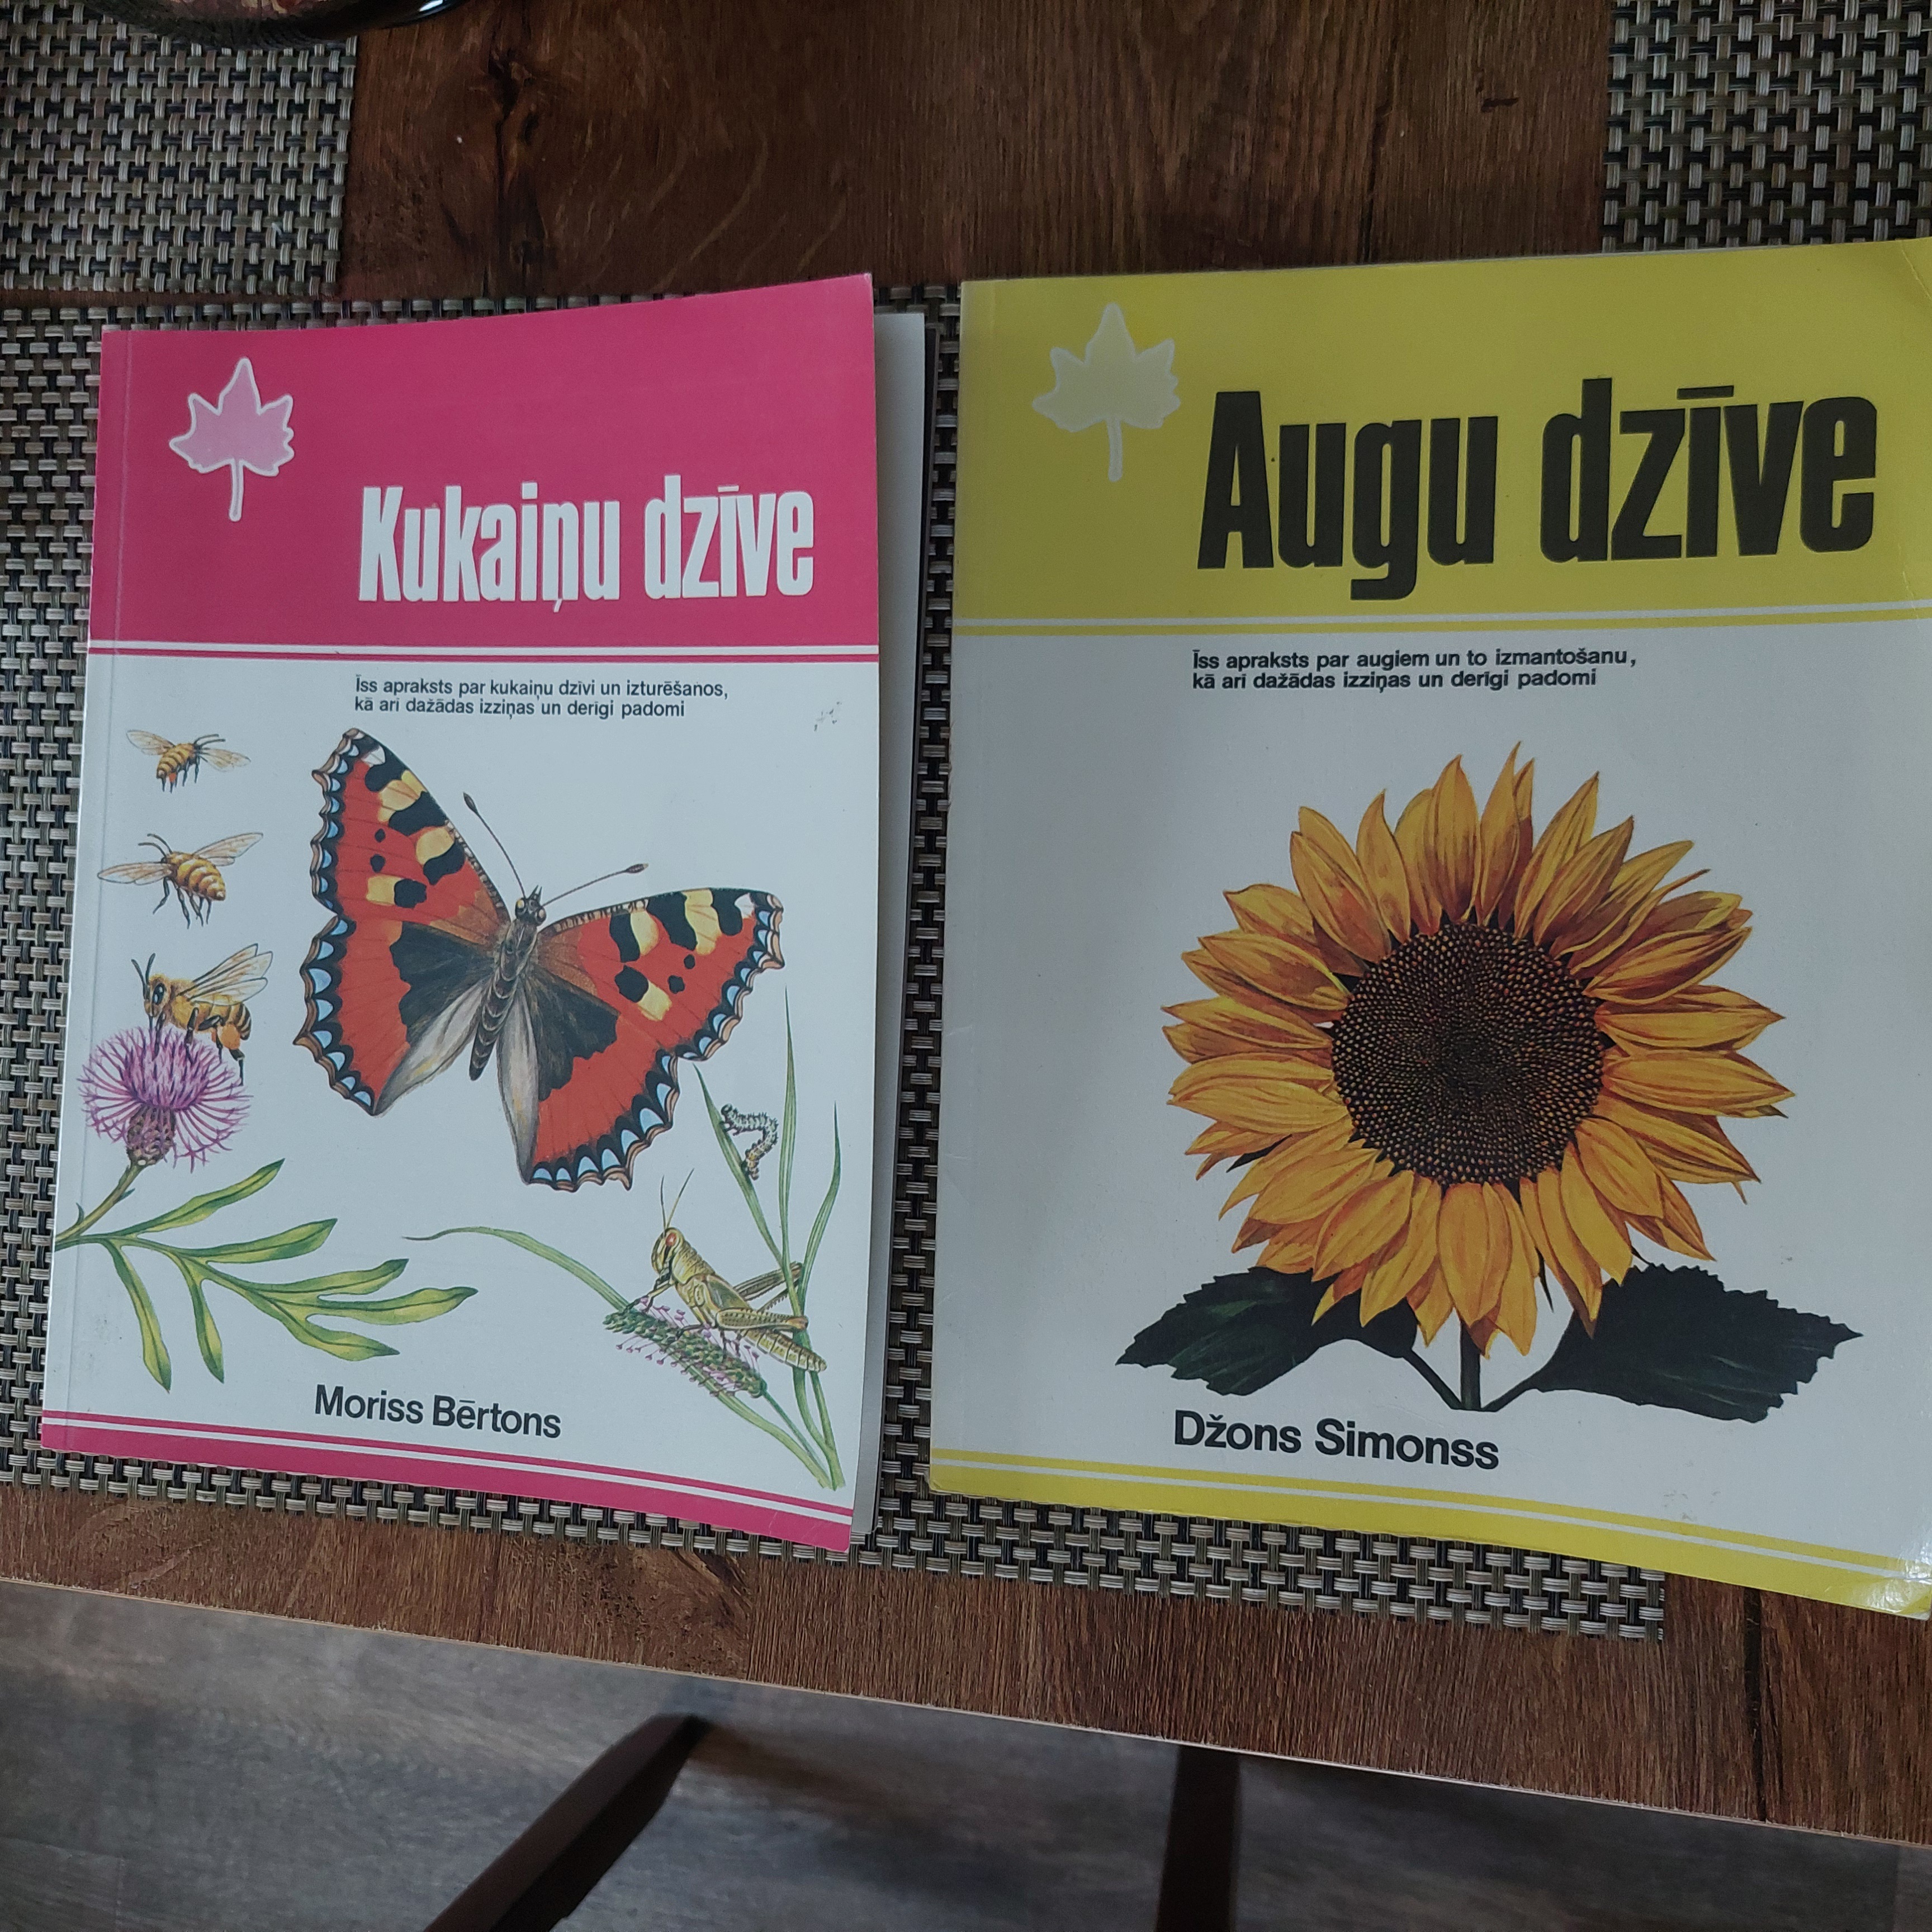 Kukaiņu dzīve
Īss apraksts par kukaiņu dzīvi un izturēšanos,
kā arī dažādas izziņas un derīgi padomi
Moriss Bērtons
Augu dzīve
Īss apraksts par augiem un to izmantošanu,
kā arī dažādas izziņas un derīgi padomi
Džons Simonss